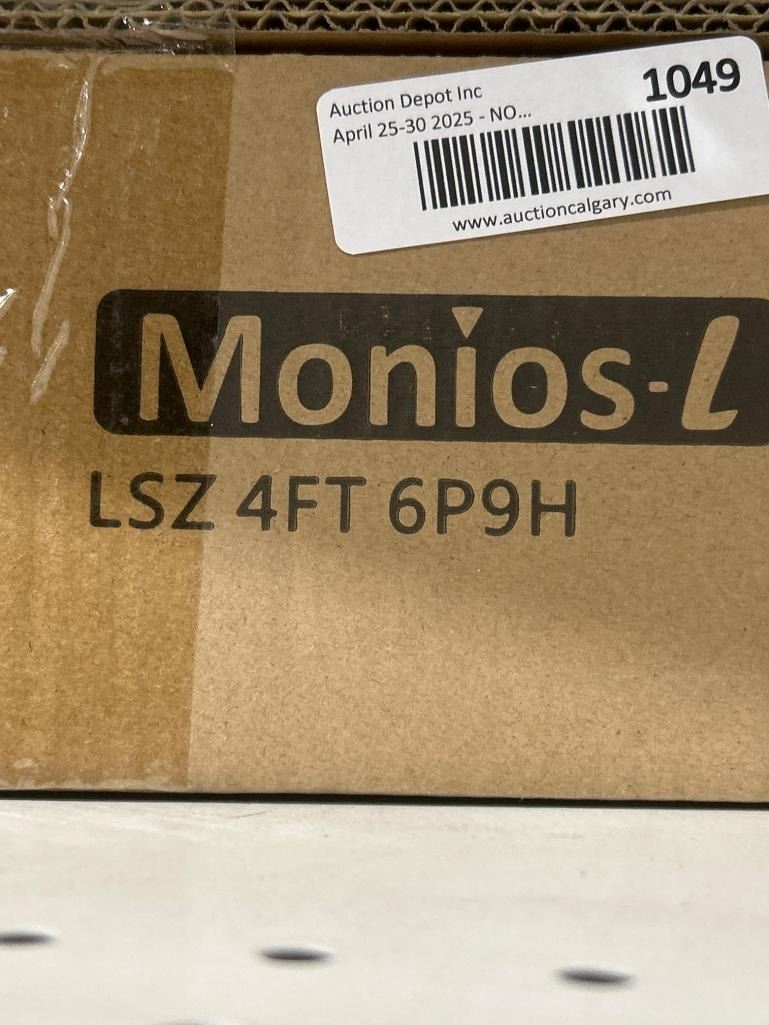 Auction Depot Inc
1049
April 25-30 2025 - NO...
www.auctioncalgary.com
Monios-L
LSZ 4FT 6P9H